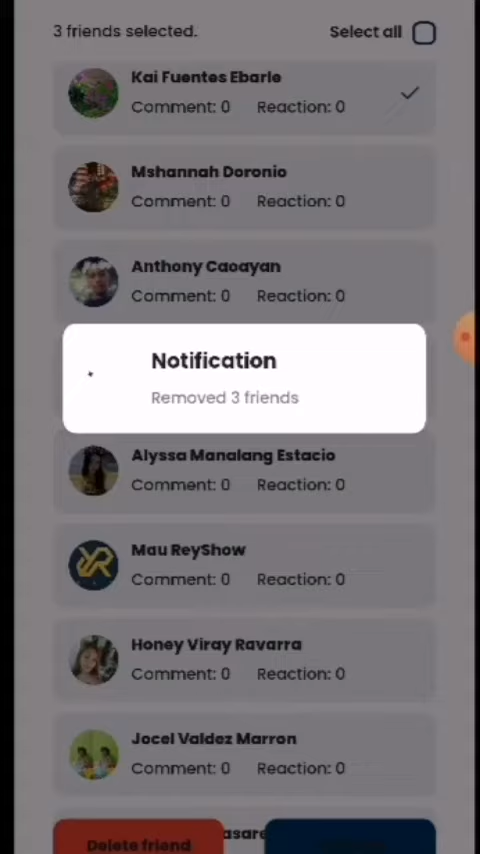 3 friends selected. Select all
Kai Fuentes Ebarle
Comment: 0 Reaction: 0
Mshannah Doronio
Comment: 0 Reaction: 0
Anthony Caoayan
Comment: 0 Reaction: 0
Notification
Removed 3 friends
Alyssa Manalang Estacio
Comment: 0 Reaction: 0
Mau ReyShow
Comment: 0 Reaction: 0
Honey Viray Ravarra
Comment: 0 Reaction: 0
Jocel Valdez Marron
Comment: 0 Reaction: 0
Delete friend